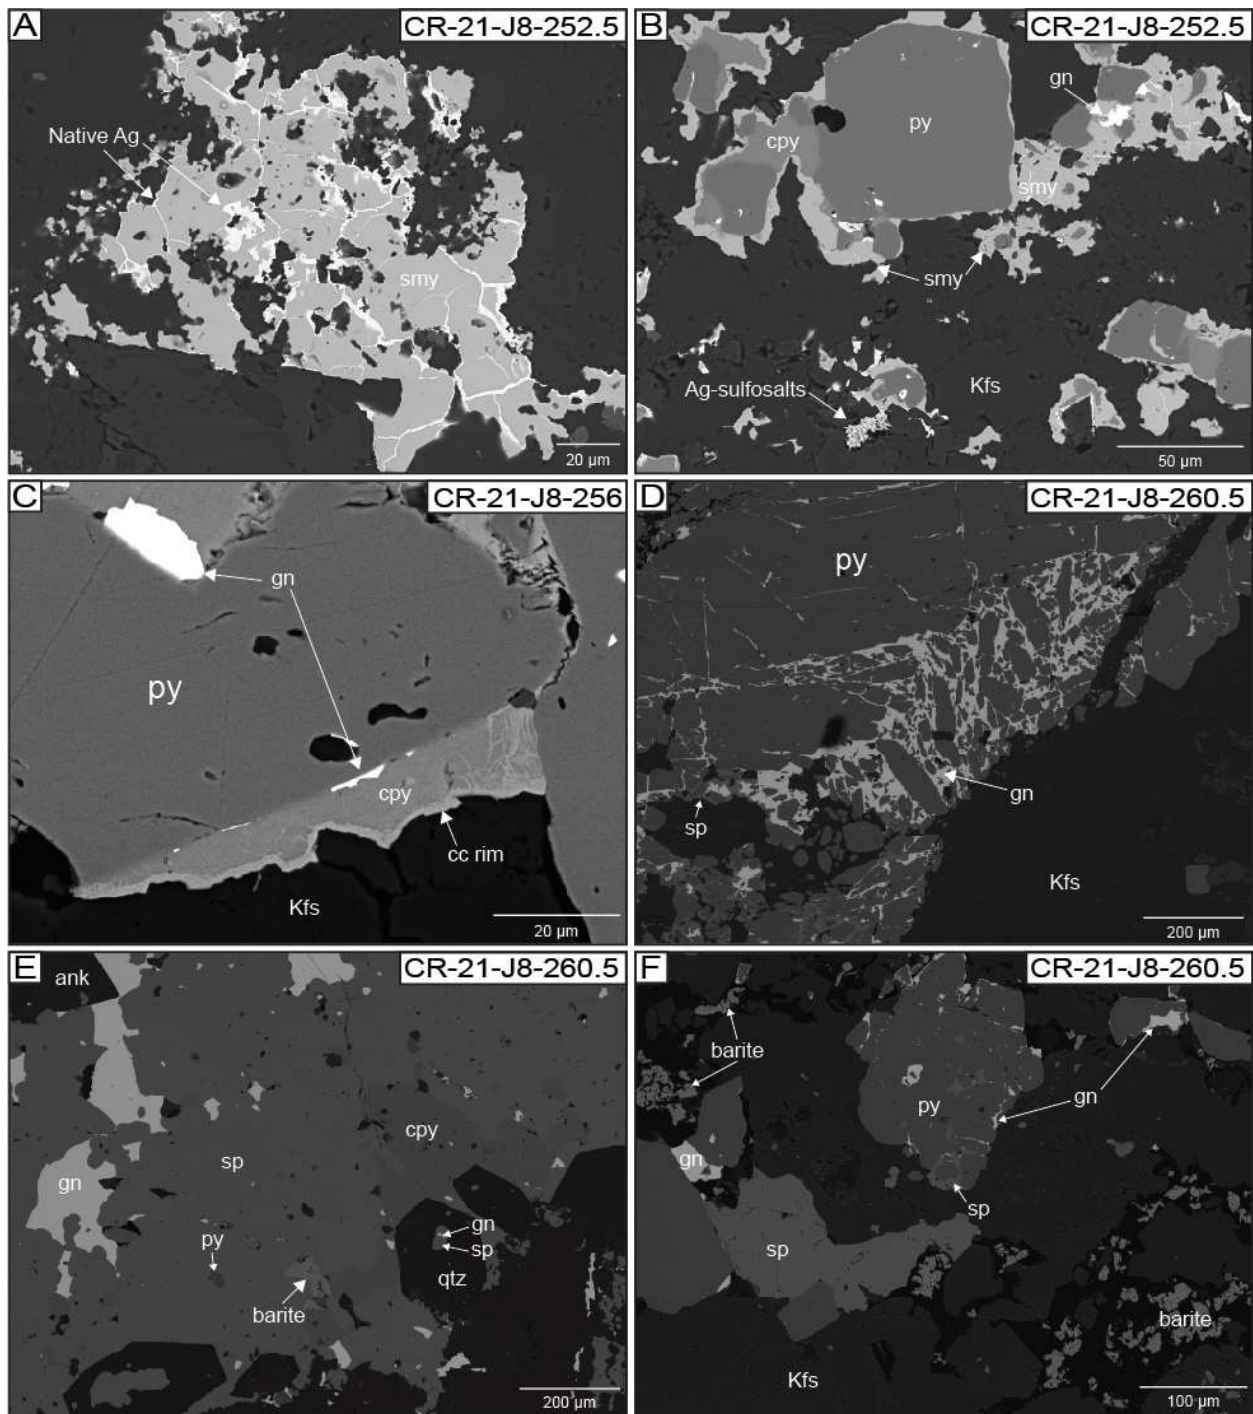 A
CR-21-J8-252.5
Native Ag
smy
20 µm
B
CR-21-J8-252.5
gn
py
cpy
smy
smy
Ag-sulfosalts
Kfs
50 µm
C
CR-21-J8-256
gn
py
cpy
cc rim
Kfs
20 µm
D
CR-21-J8-260.5
py
gn
sp
Kfs
200 µm
E
CR-21-J8-260.5
ank
cpy
sp
gn
gn
py
sp
qtz
barite
200 µm
F
CR-21-J8-260.5
barite
py
gn
gn
sp
sp
barite
Kfs
100 µm